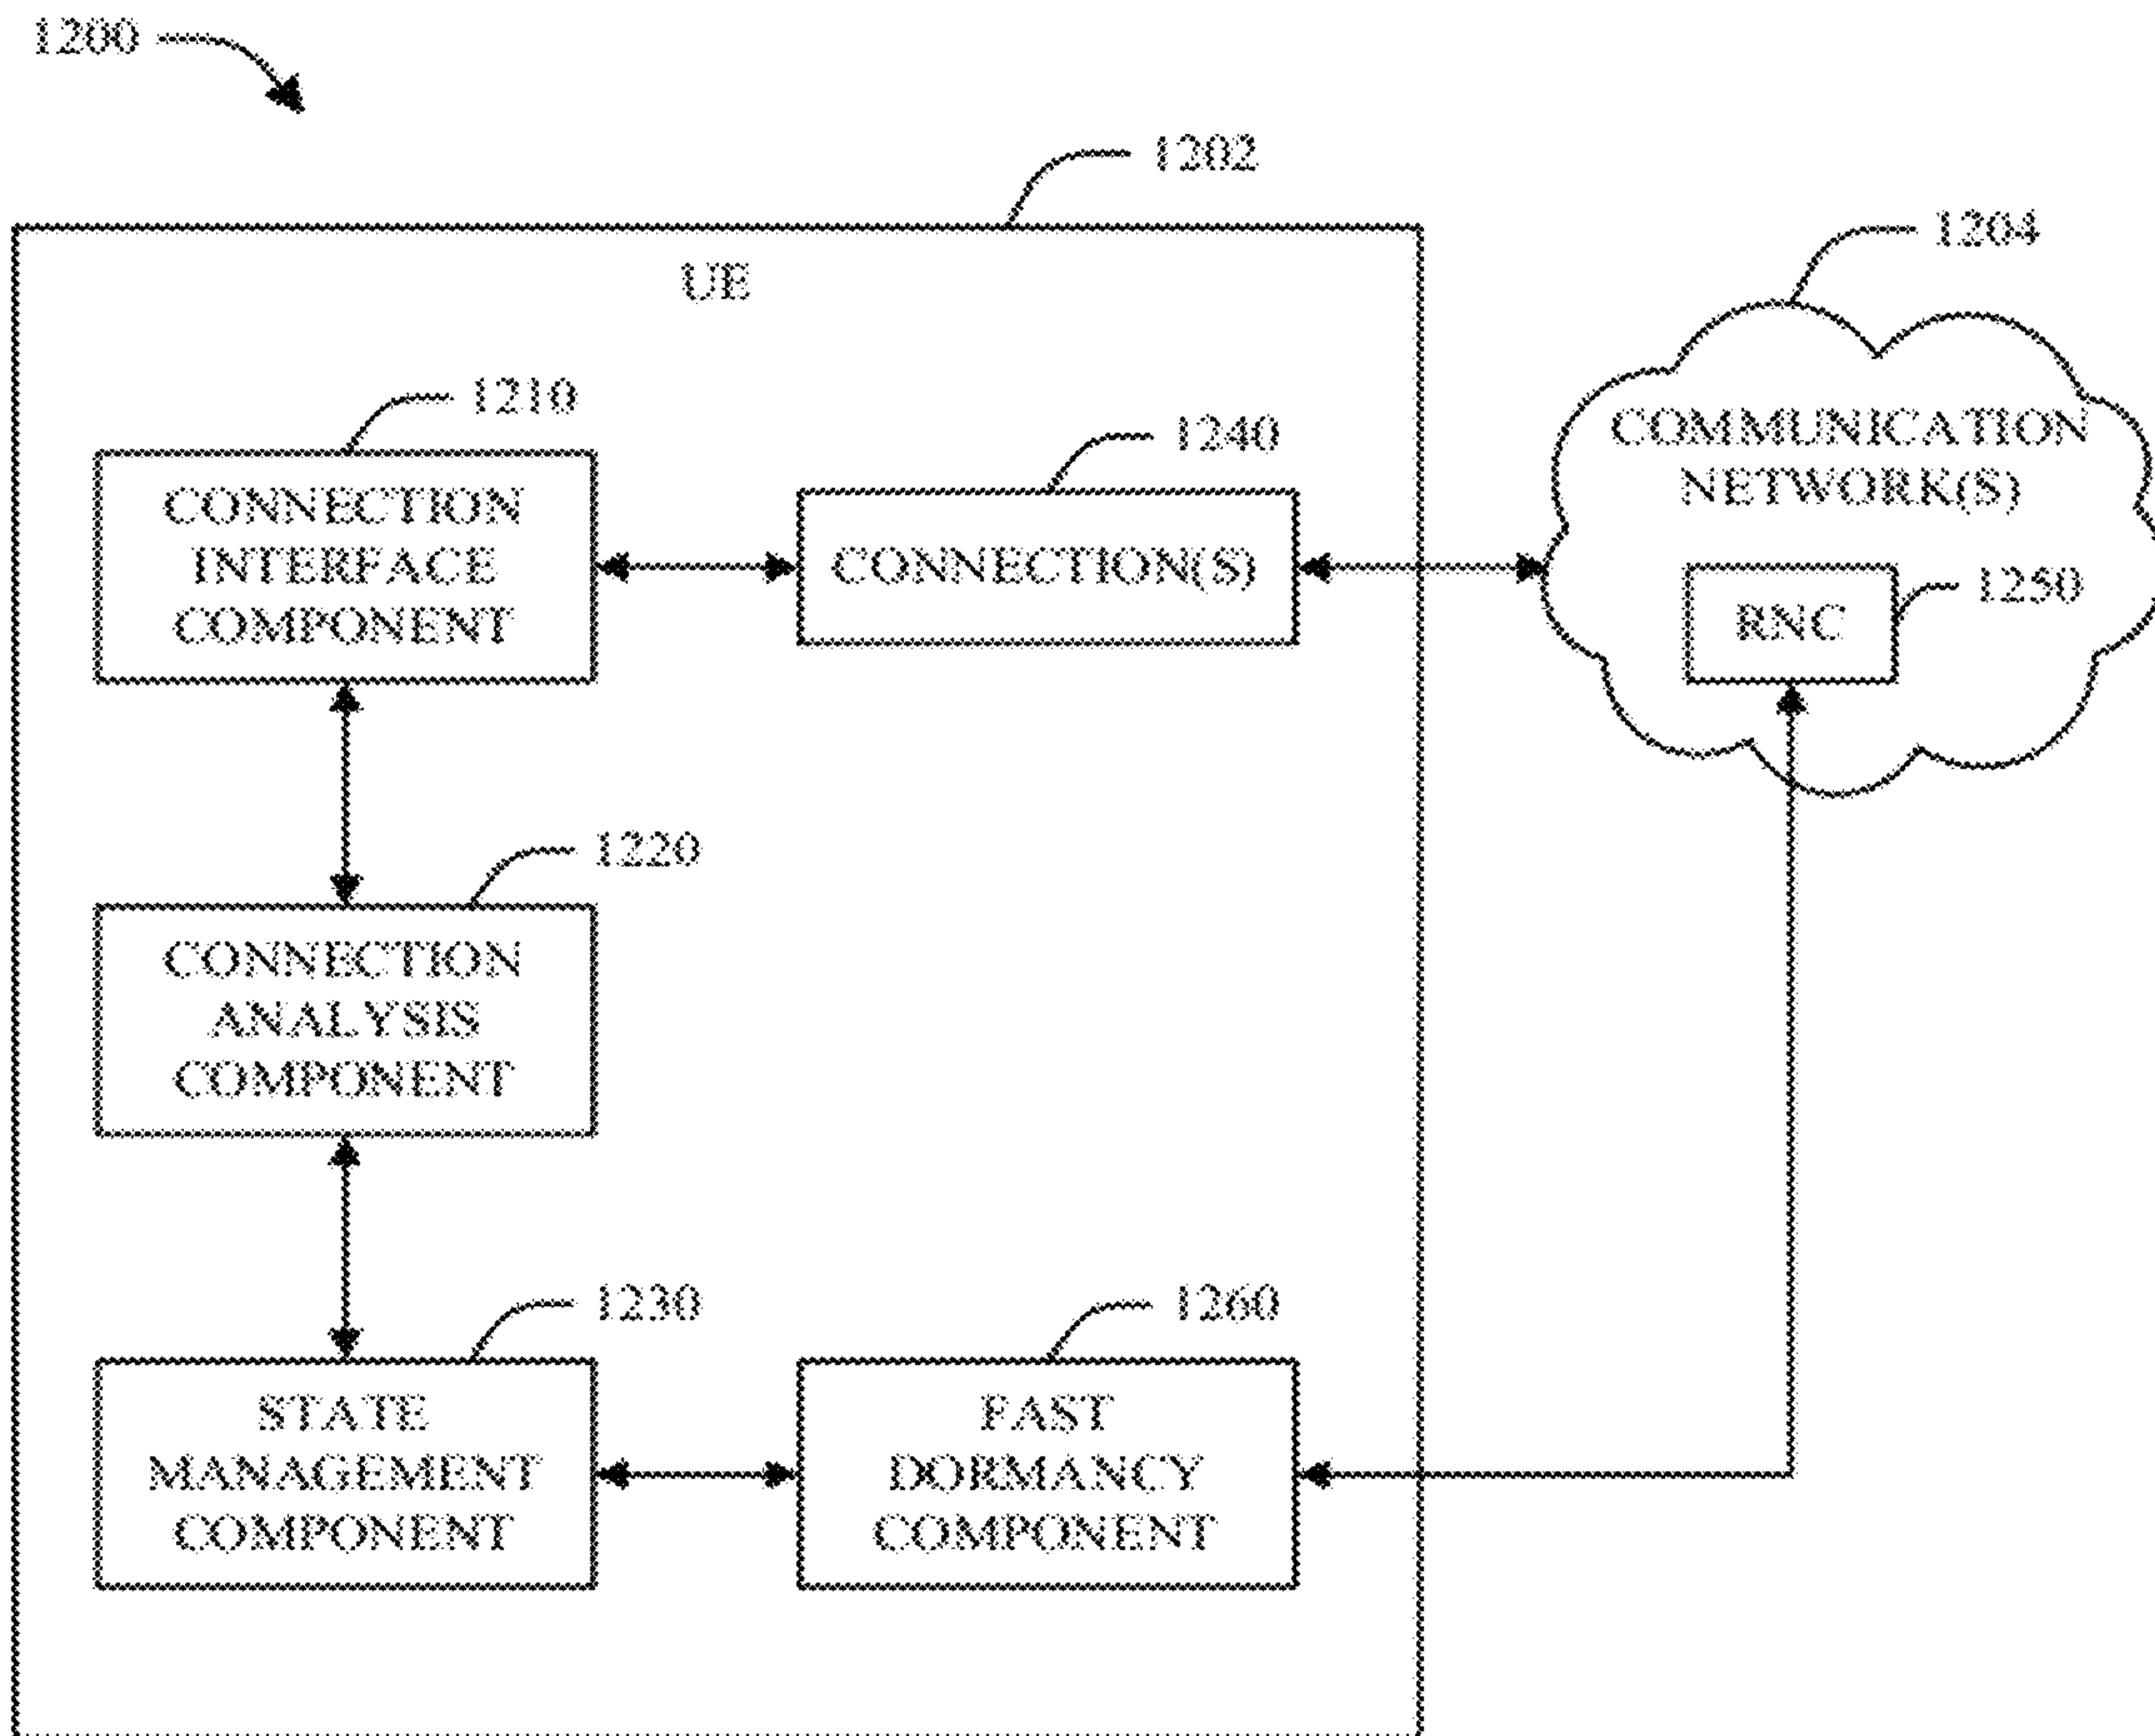 1200
1202
1204
UE
1210
1240
COMMUNICATION
NETWORK(S)
CONNECTION
INTERFACE
COMPONENT
CONNECTION(S)
RNC
1250
1220
CONNECTION
ANALYSIS
COMPONENT
1230
1260
STATE
MANAGEMENT
COMPONENT
FAST
DORMANCY
COMPONENT